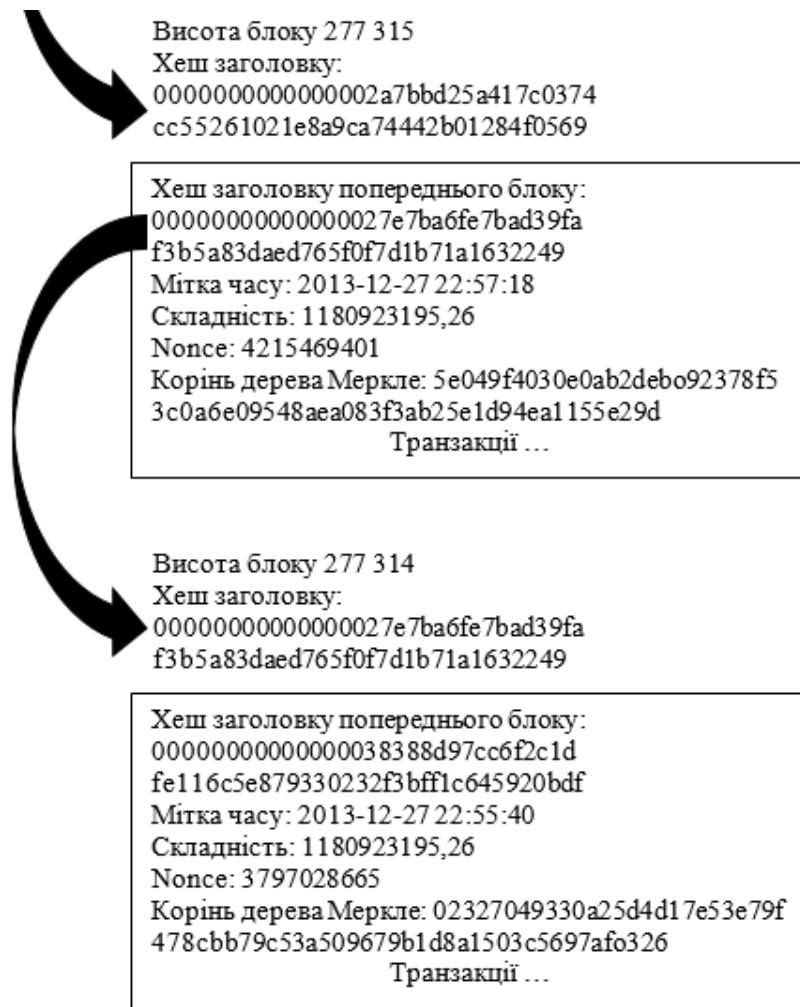 Висота блоку 277 315
Хеш заголовку:
0000000000000002a7bbd25a417c0374
cc55261021e8a9ca74442b01284f0569
Хеш заголовку попереднього блоку:
00000000000000027e7ba6fe7bad39fa
f3b5a83daed765f0f7d1b71a1632249
Мітка часу: 2013-12-27 22:57:18
Складність: 1180923195,26
Nonce: 4215469401
Корінь дерева Меркле: 5e049f4030e0ab2debo92378f5
3c0a6e09548aea083f3ab25e1d94ea1155e29d
Транзакції ...
Висота блоку 277 314
Хеш заголовку:
00000000000000027e7ba6fe7bad39fa
f3b5a83daed765f0f7d1b71a1632249
Хеш заголовку попереднього блоку:
00000000000000038388d97cc6f2c1d
fe116c5e879330232f3bff1c645920bdf
Мітка часу: 2013-12-27 22:55:40
Складність: 1180923195,26
Nonce: 3797028665
Корінь дерева Меркле: 02327049330a25d4d17e53e79f
478cbb79c53a509679b1d8a1503c5697afo326
Транзакції ...